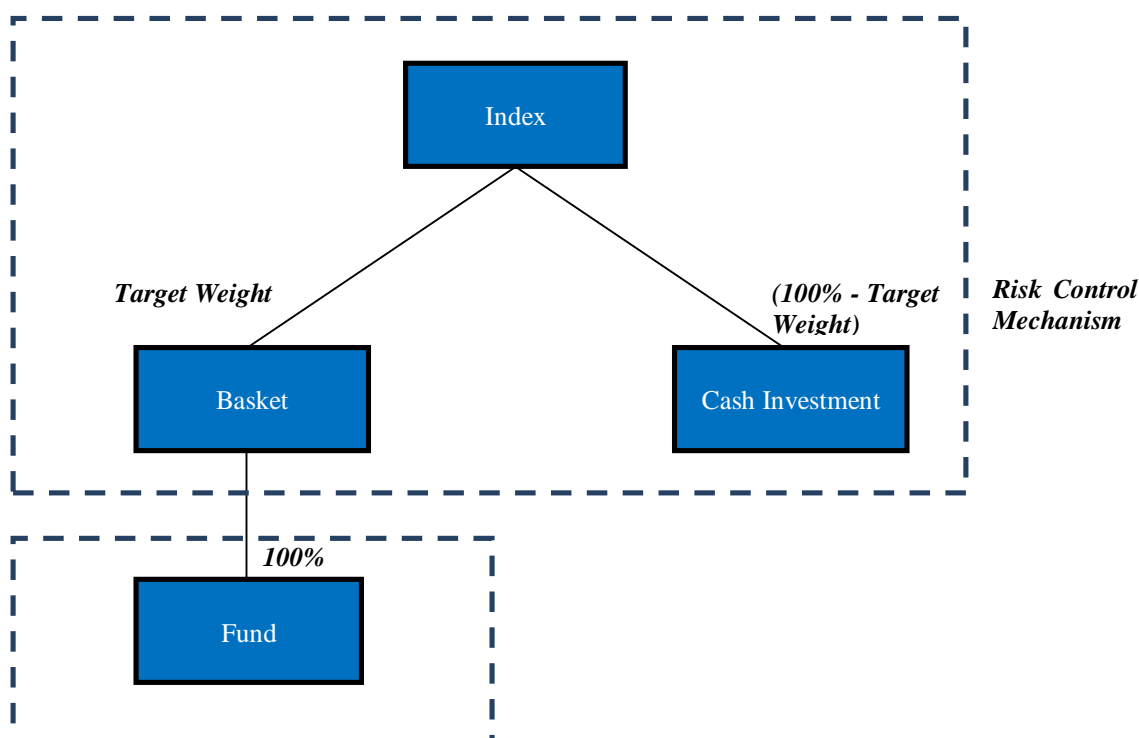 Index
Target Weight
(100% - Target
Weight)
Risk Control
Mechanism
Basket
Cash Investment
100%
Fund